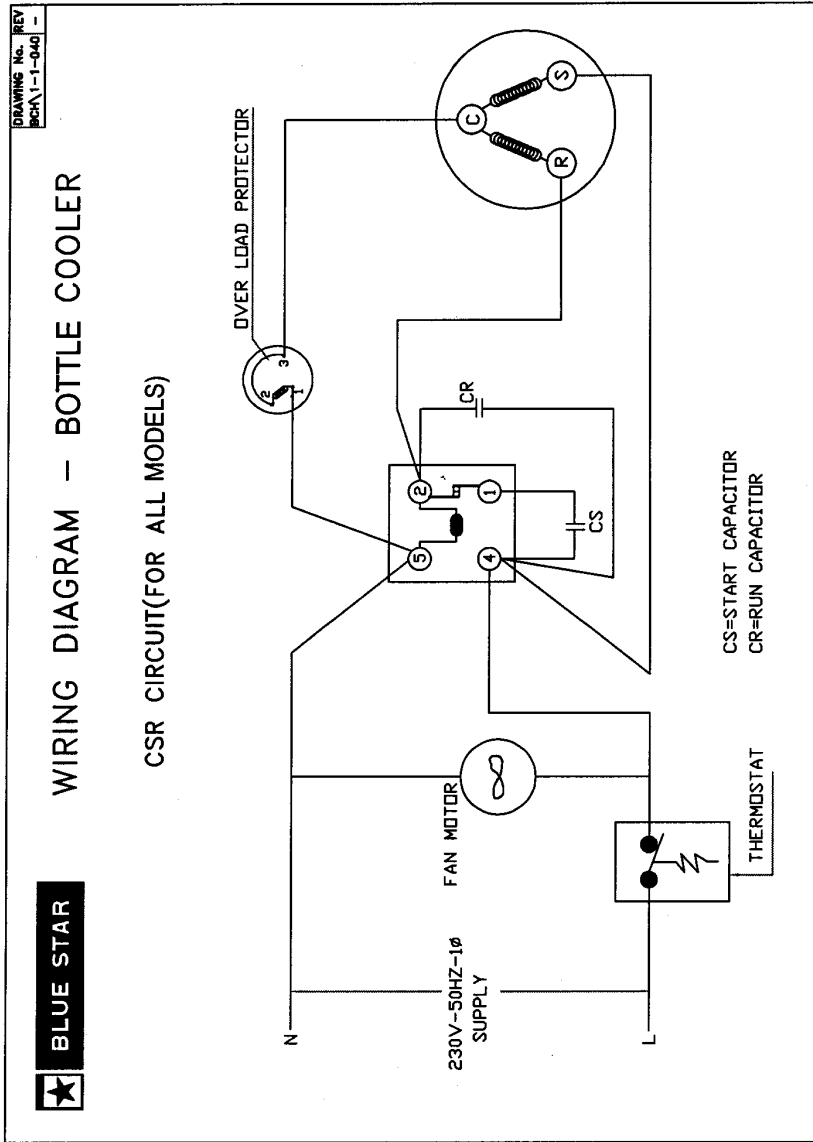 DRAWING No. REV
BCH\1-1-040 -
BLUE STAR
WIRING DIAGRAM - BOTTLE COOLER
CSR CIRCUIT(FOR ALL MODELS)
OVER LOAD PROTECTOR
2
1
3
N
5
2
CR
C
S
R
FAN MOTOR
230V-50HZ-1Ø
SUPPLY
4
1
CS
L
THERMOSTAT
CS=START CAPACITOR
CR=RUN CAPACITOR